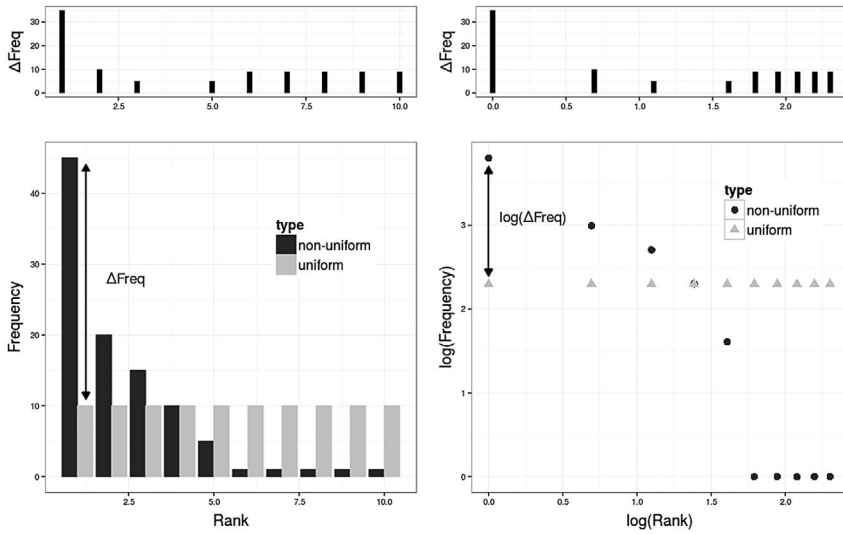 ΔFreq
30
20
10
0
2.5
5.0
7.5
10.0
ΔFreq
30
20
10
0
0.0
0.5
1.0
1.5
2.0
Frequency
40
30
20
10
0
ΔFreq
type
non-uniform
uniform
2.5
5.0
7.5
10.0
Rank
log(Frequency)
3
2
1
0
log(ΔFreq)
type
non-uniform
uniform
0.0
0.5
1.0
1.5
2.0
log(Rank)